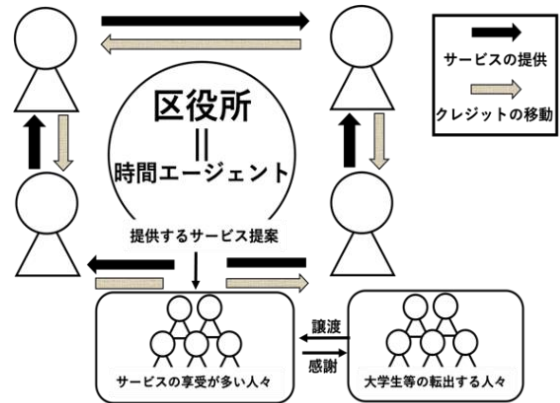 サービスの提供
クレジットの移動
区役所
||
時間エージェント
提供するサービス提案
譲渡
感謝
サービスの享受が多い人々
大学生等の転出する人々